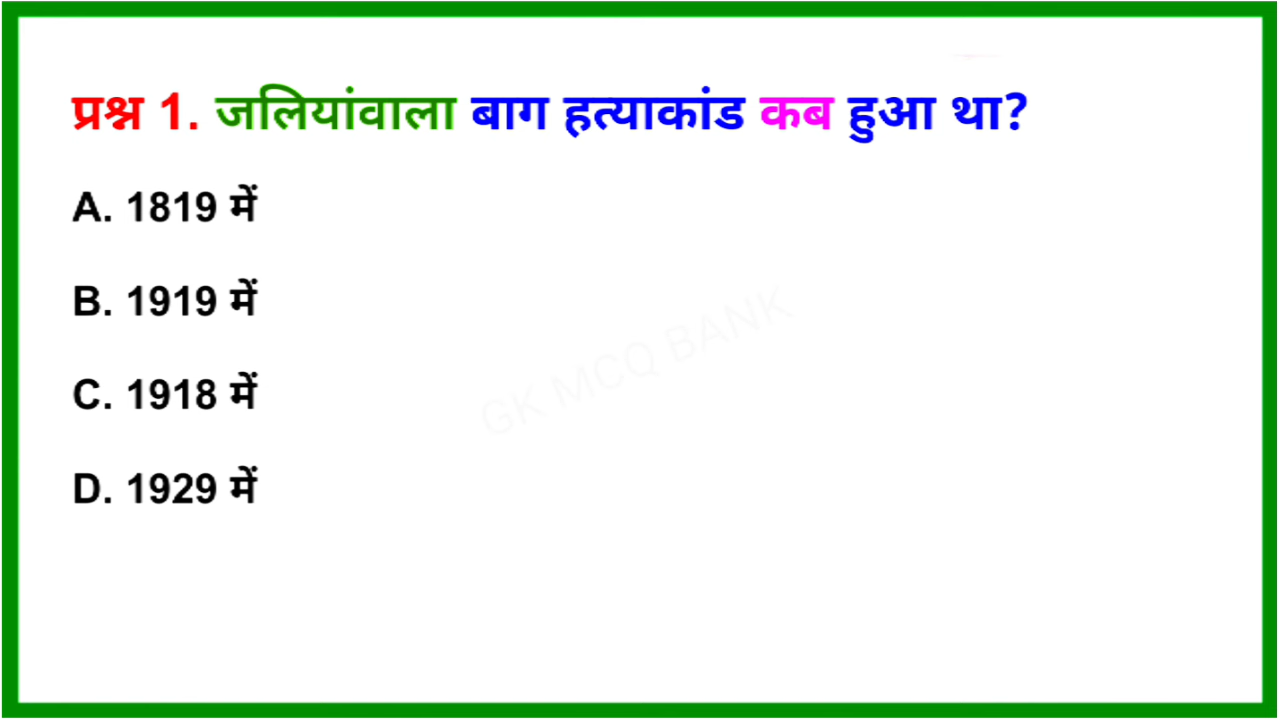 प्रश्न 1. जलियांवाला बाग हत्याकांड कब हुआ था?
A. 1819 में
B. 1919 में
GK MCQ BANK
C. 1918 में
D. 1929 में